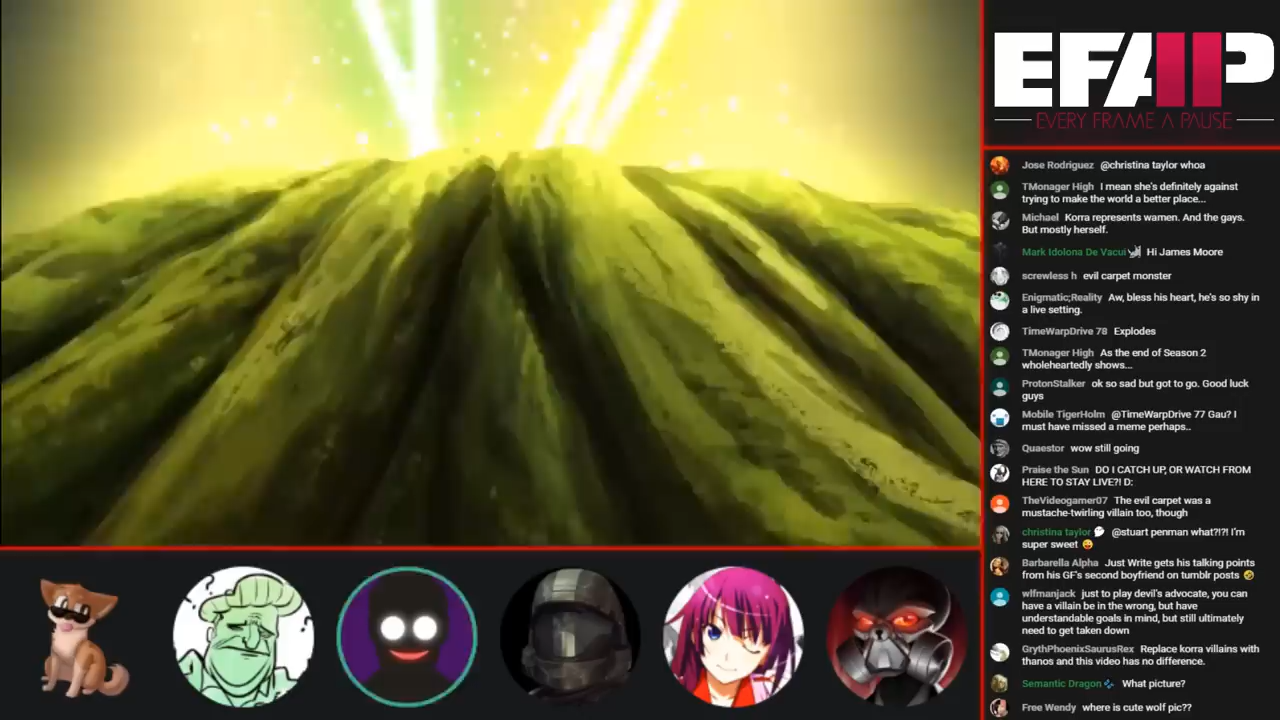 EFAP
EVERY FRAME A PAUSE
Jose Rodriguez @christina taylor whoa
TMonager High I mean she's definitely against
trying to make the world a better place...
Michael Korra represents wamen. And the gays.
But mostly herself.
Mark Idolona De Vacui Hi James Moore
screwless h evil carpet monster
Enigmatic;Reality Aw, bless his heart, he's so shy in
a live setting.
TimeWarpDrive 78 Explodes
TMonager High As the end of Season 2
wholeheartedly shows...
ProtonStalker ok so sad but got to go. Good luck
guys
Mobile TigerHolm @TimeWarpDrive 77 Gau? I
must have missed a meme perhaps..
Quaestor wow still going
Praise the Sun DO I CATCH UP, OR WATCH FROM
HERE TO STAY LIVE?! D:
TheVideogamer07 The evil carpet was a
mustache-twirling villain too, though
christina taylor @stuart penman what?!?! I'm
super sweet 😛
Barbarella Alpha Just Write gets his talking points
from his GF's second boyfriend on tumblr posts 🤣
wlfmanjack just to play devil's advocate, you can
have a villain be in the wrong, but have
understandable goals in mind, but still ultimately
need to get taken down
GrythPhoenixSaurusRex Replace korra villains with
thanos and this video has no difference.
Semantic Dragon What picture?
Free Wendy where is cute wolf pic??